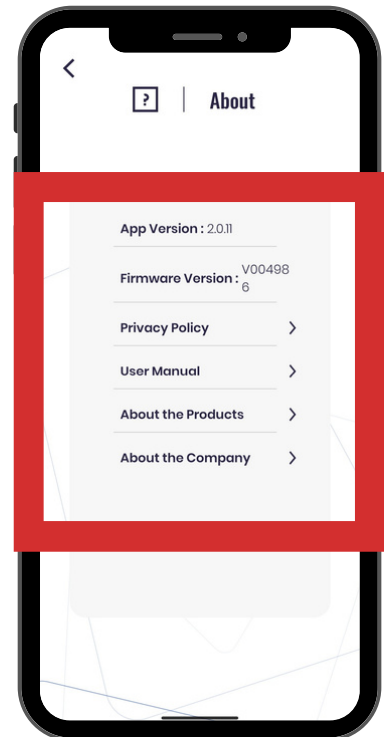 ? | About
App Version : 2.0.11
Firmware Version : V00498
6
Privacy Policy
User Manual
About the Products
About the Company